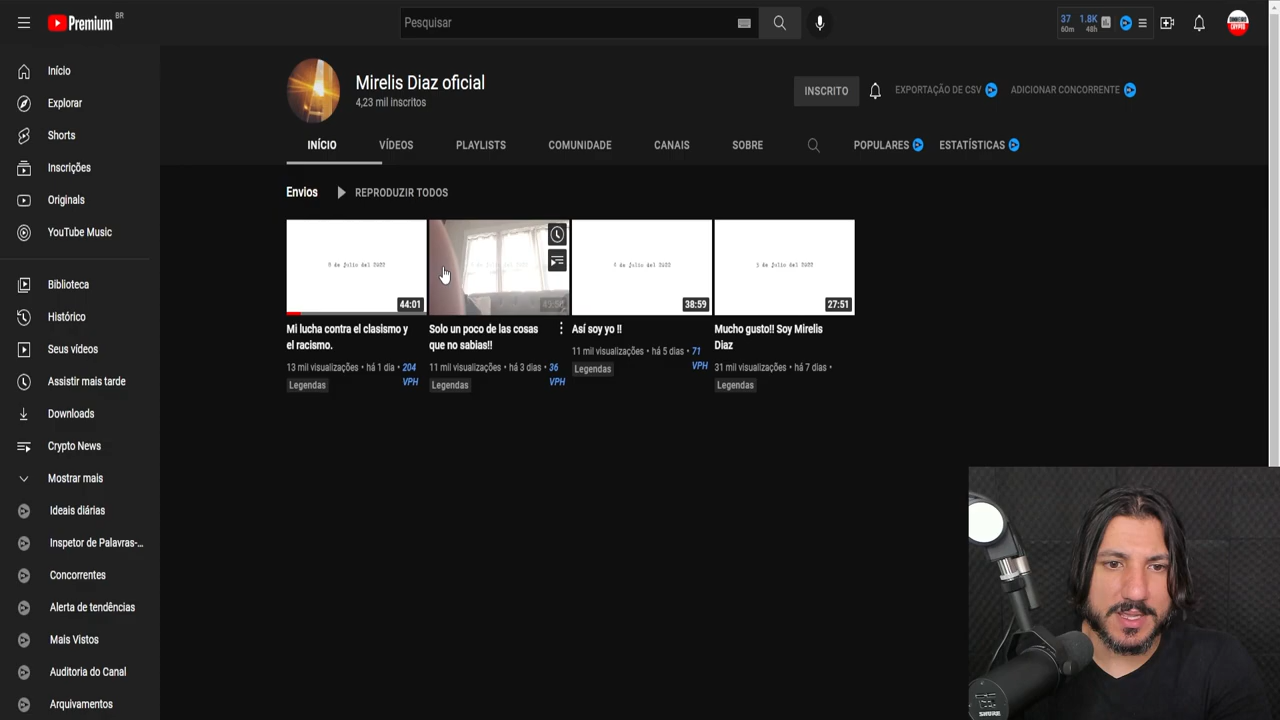 Premium BR
Pesquisar
37 60m 1.8K 48h
Início
Explorar
Shorts
Inscrições
Originals
YouTube Music
Biblioteca
Histórico
Seus vídeos
Assistir mais tarde
Downloads
Crypto News
Mostrar mais
Ideais diárias
Inspetor de Palavras-...
Concorrentes
Alerta de tendências
Mais Vistos
Auditoria do Canal
Arquivamentos
Mirelis Diaz oficial
4,23 mil inscritos
INSCRITO
EXPORTAÇÃO DE CSV
ADICIONAR CONCORRENTE
INÍCIO VÍDEOS PLAYLISTS COMUNIDADE CANAIS SOBRE POPULARES ESTATÍSTICAS
Envios REPRODUZIR TODOS
44:01
Mi lucha contra el clasismo y
el racismo.
13 mil visualizações • há 1 dia • 204
VPH
Legendas
Solo un poco de las cosas
que no sabias!!
11 mil visualizações • há 3 dias • 36
VPH
Legendas
38:59
Así soy yo !!
11 mil visualizações • há 5 dias • 71
VPH
Legendas
27:51
Mucho gusto!! Soy Mirelis
Diaz
31 mil visualizações • há 7 dias •
Legendas
SHURE